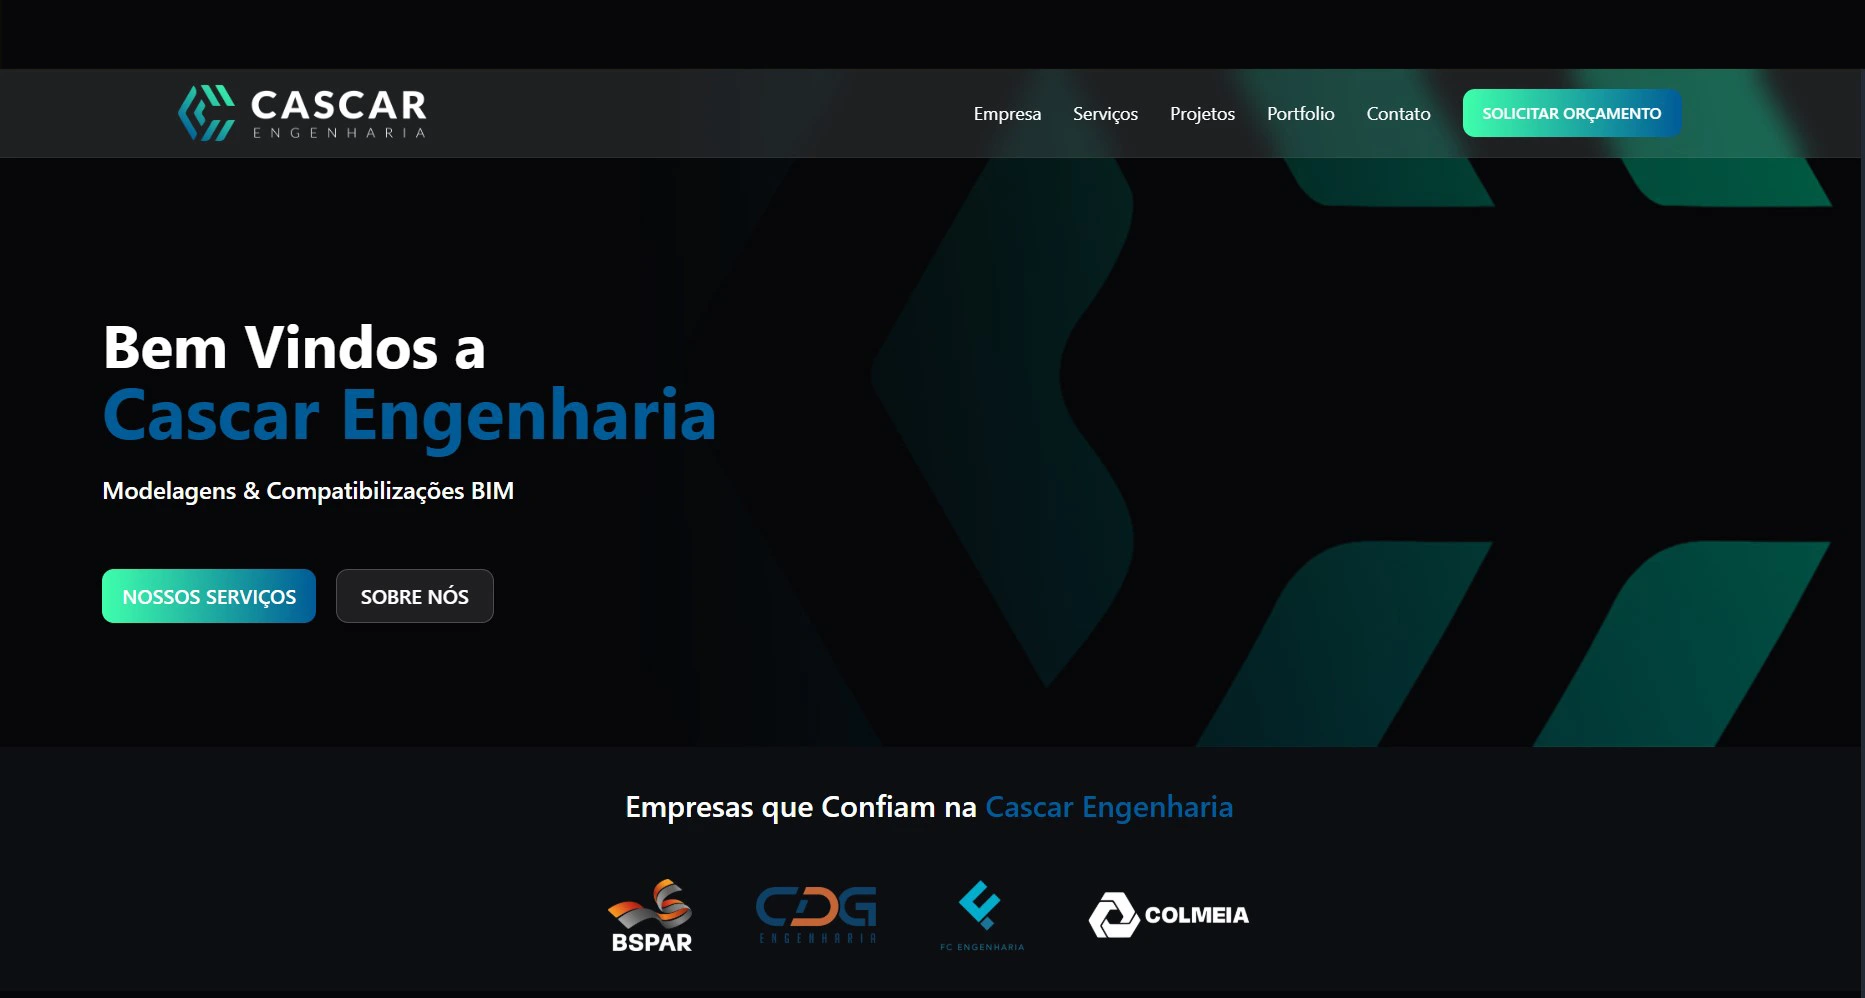 CASCAR
ENGENHARIA
Empresa
Serviços
Projetos
Portfolio
Contato
SOLICITAR ORÇAMENTO
Bem Vindos a
Cascar Engenharia
Modelagens & Compatibilizações BIM
NOSSOS SERVIÇOS
SOBRE NÓS
Empresas que Confiam na Cascar Engenharia
BSPAR
CDG
ENGENHARIA
FC ENGENHARIA
COLMEIA